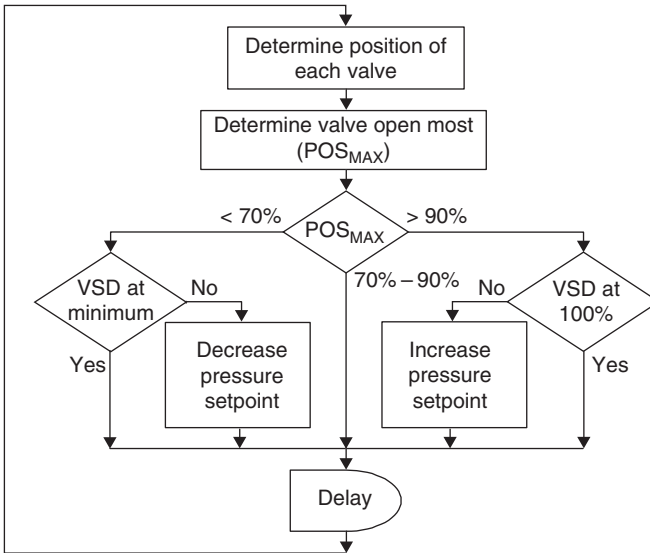 Determine position of
each valve
Determine valve open most
(POSMAX)
< 70%
POSMAX
> 90%
70% – 90%
VSD at
minimum
No
Yes
Decrease
pressure
setpoint
No
Increase
pressure
setpoint
VSD at
100%
Yes
Delay